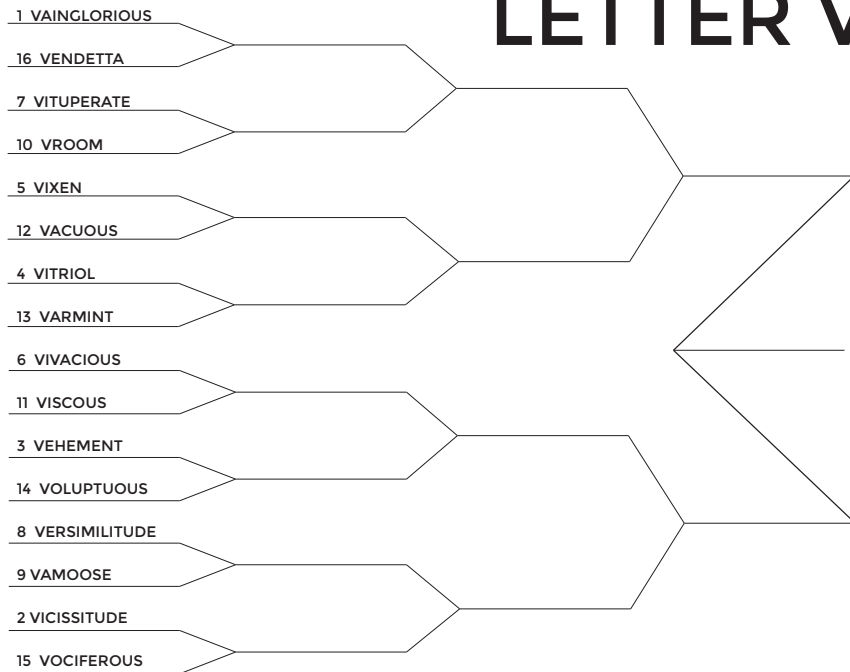 LETTER V
1 VAINGLORIOUS
16 VENDETTA
7 VITUPERATE
10 VROOM
5 VIXEN
12 VACUOUS
4 VITRIOL
13 VARMINT
6 VIVACIOUS
11 VISCOUS
3 VEHEMENT
14 VOLUPTUOUS
8 VERSIMILITUDE
9 VAMOOSE
2 VICISSITUDE
15 VOCIFEROUS